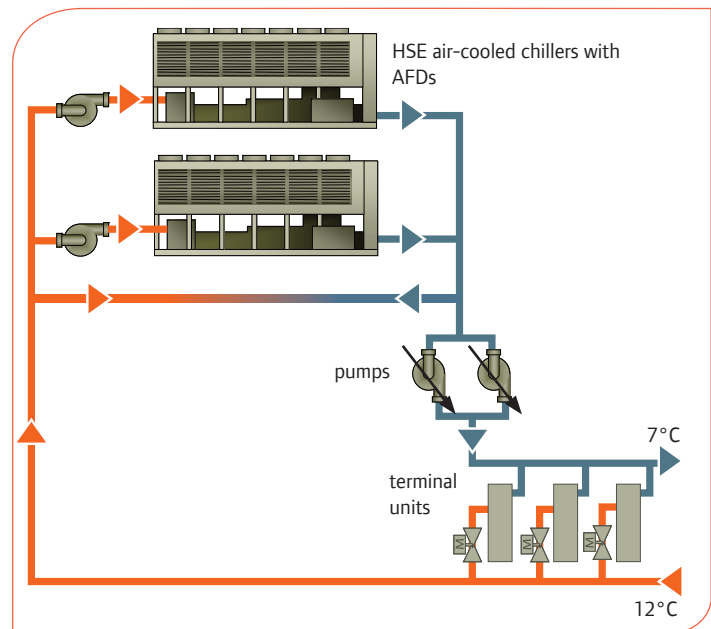 HSE air-cooled chillers with
AFDs
pumps
7°C
terminal
units
M
M
M
12°C